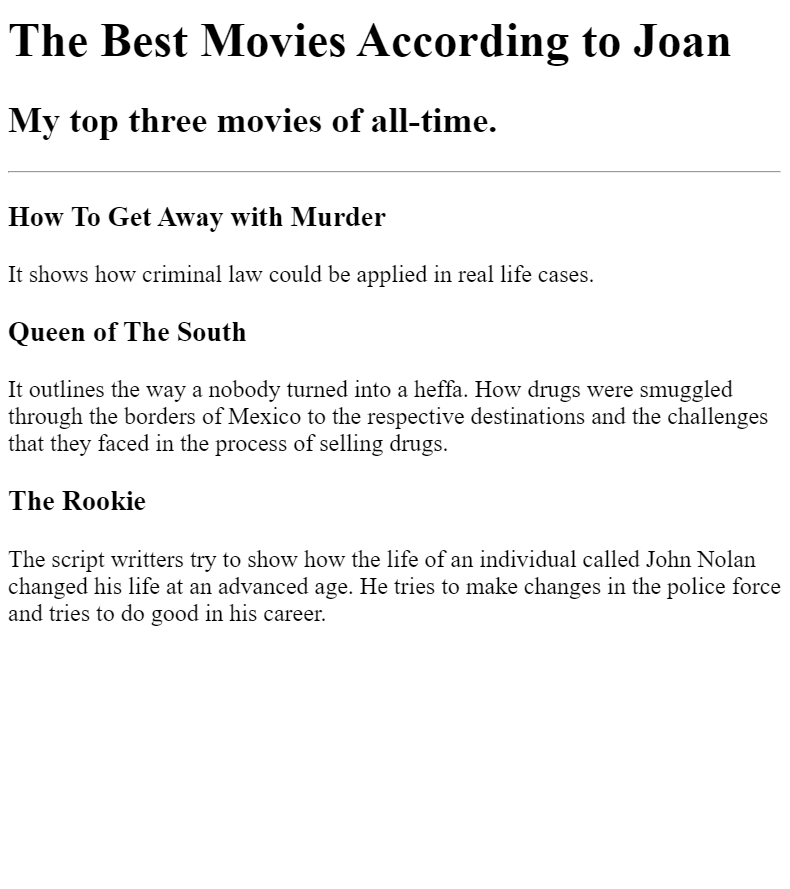 The Best Movies According to Joan
My top three movies of all-time.
How To Get Away with Murder
It shows how criminal law could be applied in real life cases.
Queen of The South
It outlines the way a nobody turned into a heffa. How drugs were smuggled
through the borders of Mexico to the respective destinations and the challenges
that they faced in the process of selling drugs.
The Rookie
The script writters try to show how the life of an individual called John Nolan
changed his life at an advanced age. He tries to make changes in the police force
and tries to do good in his career.